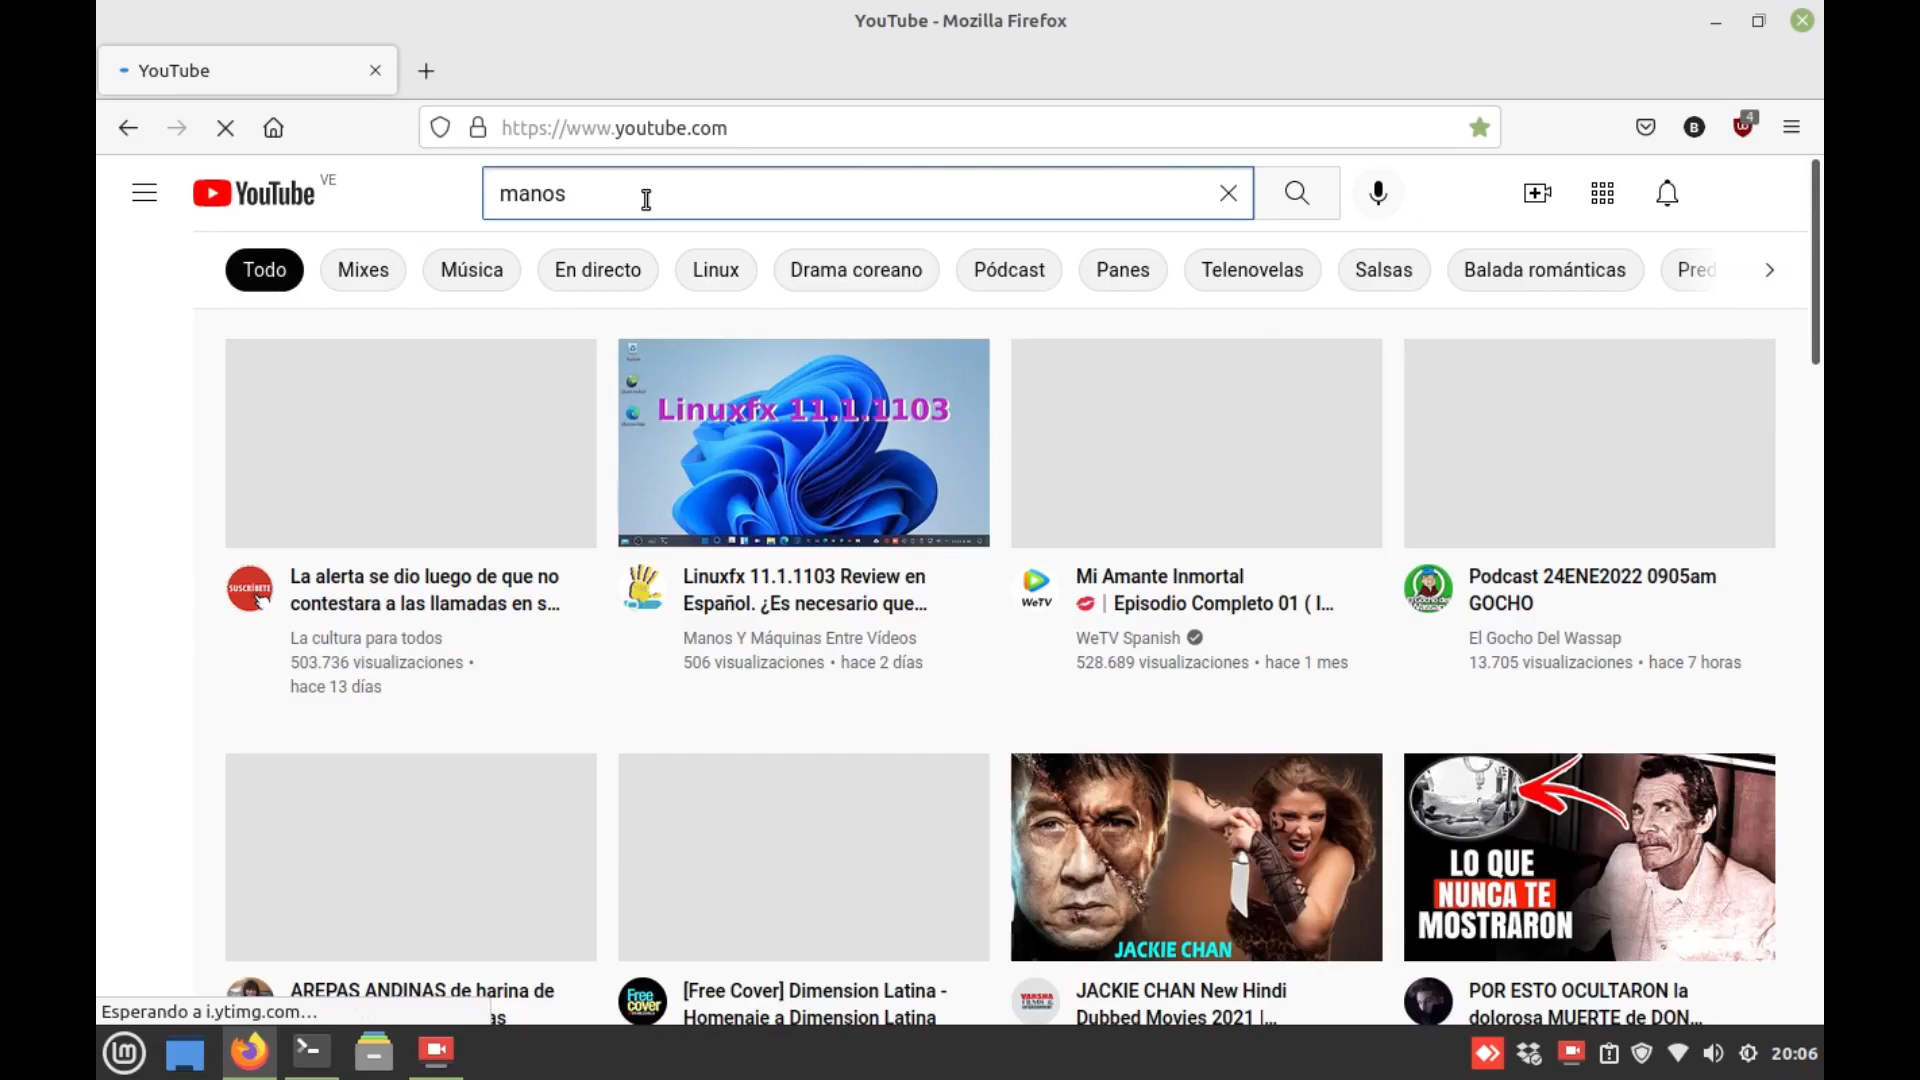 YouTube - Mozilla Firefox
YouTube
https://www.youtube.com
4
YouTube VE
manos
Todo
Mixes
Música
En directo
Linux
Drama coreano
Pódcast
Panes
Telenovelas
Salsas
Balada románticas
Pred
Linuxfx 11.1.1103
SUSCRÍBETE
La alerta se dio luego de que no
contestara a las llamadas en s...
La cultura para todos
503.736 visualizaciones •
hace 13 días
Linuxfx 11.1.1103 Review en
Español. ¿Es necesario que...
Manos Y Máquinas Entre Vídeos
506 visualizaciones • hace 2 días
WeTV
Mi Amante Inmortal
💋｜Episodio Completo 01 ( I...
WeTV Spanish
528.689 visualizaciones • hace 1 mes
Podcast 24ENE2022 0905am
GOCHO
El Gocho Del Wassap
13.705 visualizaciones • hace 7 horas
JACKIE CHAN
LO QUE
NUNCA TE
MOSTRARON
AREPAS ANDINAS de harina de
as
Free
cover
[Free Cover] Dimension Latina -
Homenaje a Dimension Latina
JACKIE CHAN New Hindi
Dubbed Movies 2021 |...
POR ESTO OCULTARON la
dolorosa MUERTE de DON...
Esperando a i.ytimg.com...
20:06